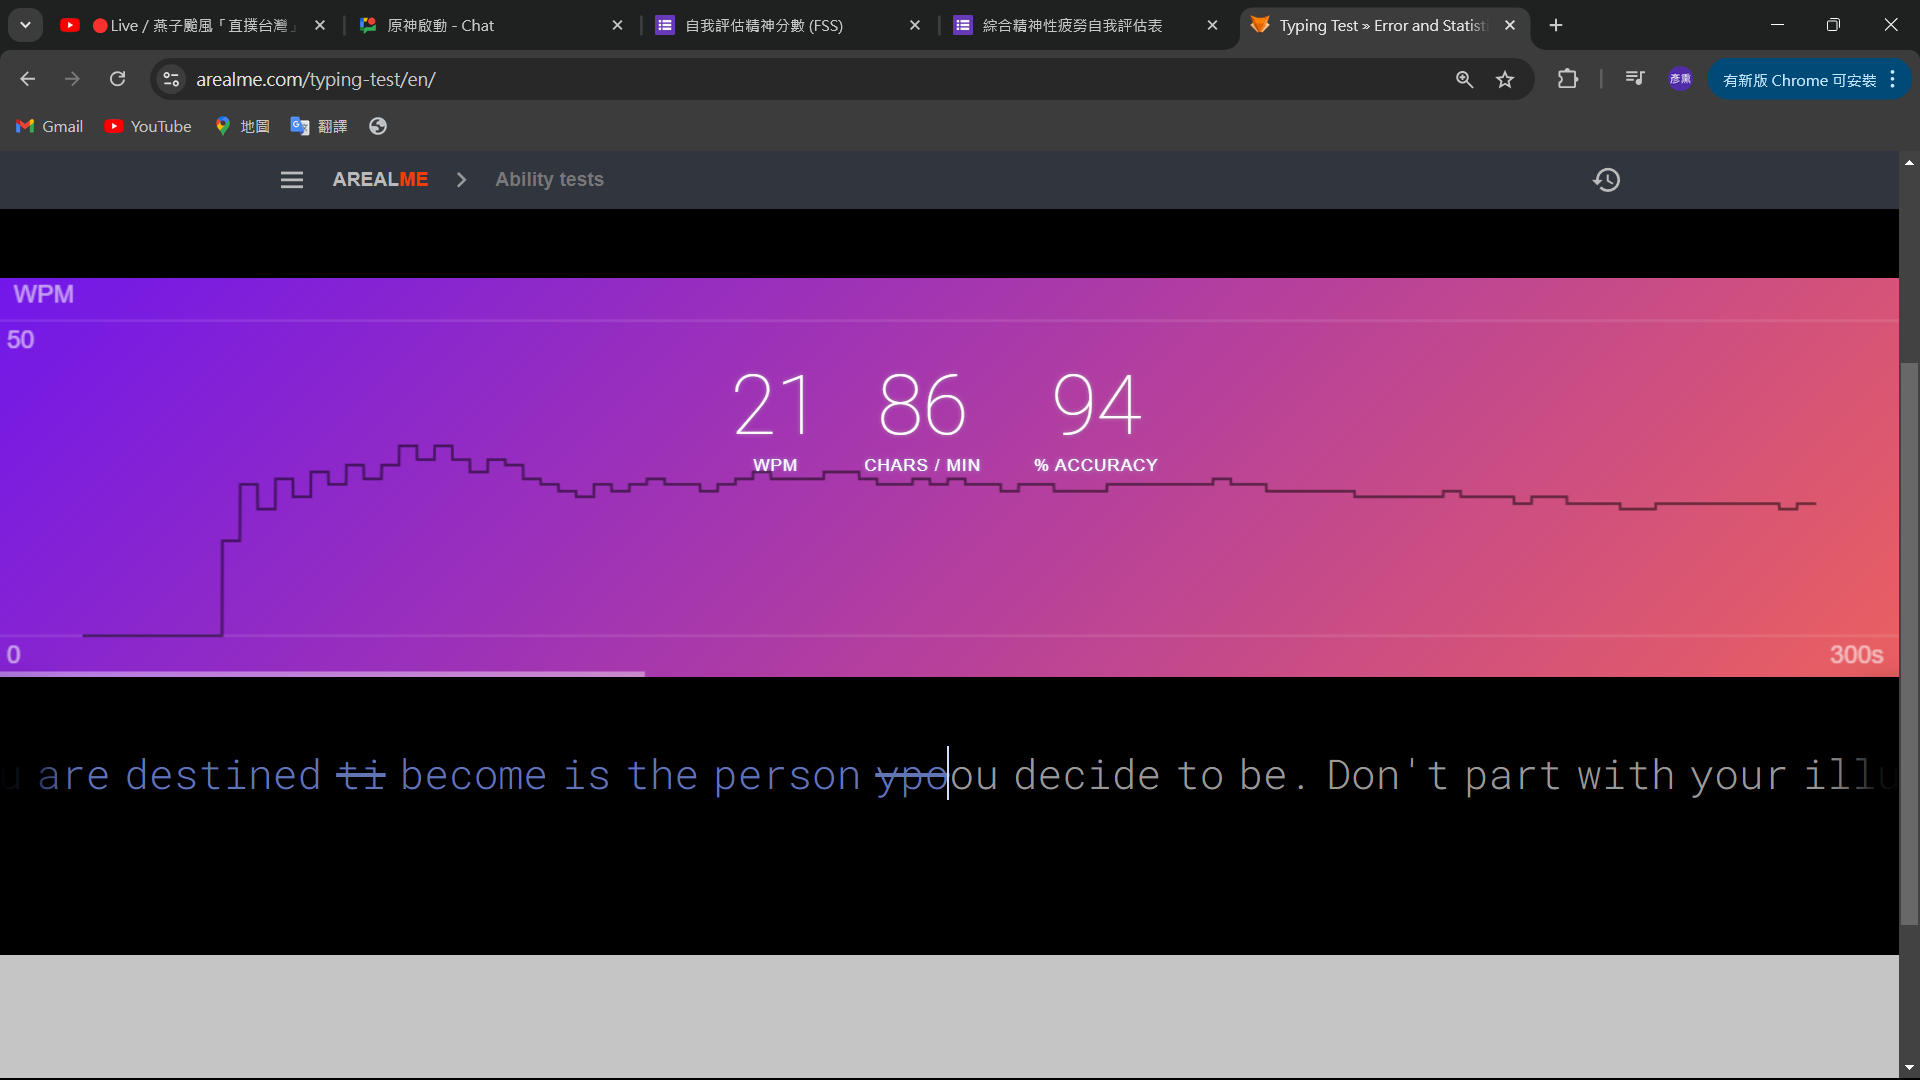 Live / 燕子颱風「直撲台灣」
原神啟動 - Chat
自我評估精神分數 (FSS)
綜合精神性疲勞自我評估表
Typing Test » Error and Statisti
arealme.com/typing-test/en/
彥熏
有新版 Chrome 可安裝
Gmail
YouTube
地圖
翻譯
AREALME
Ability tests
WPM
50
21 86 94
WPM CHARS / MIN % ACCURACY
0
300s
u are destined ti become is the person ypoou decide to be. Don't part with your illu